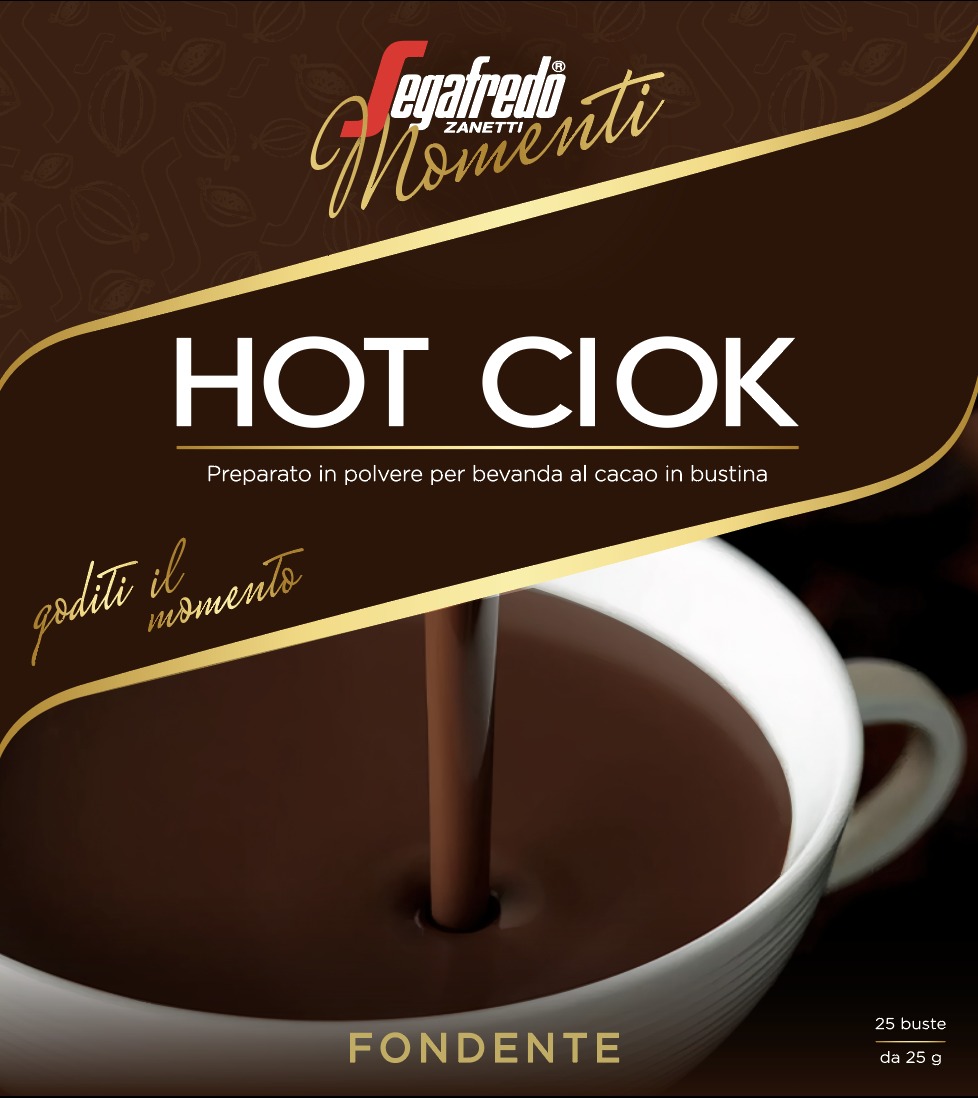 Segafredo®
ZANETTI
Momenti
HOT CIOK
Preparato in polvere per bevanda al cacao in bustina
goditi il
momento
FONDENTE
25 buste
da 25 g